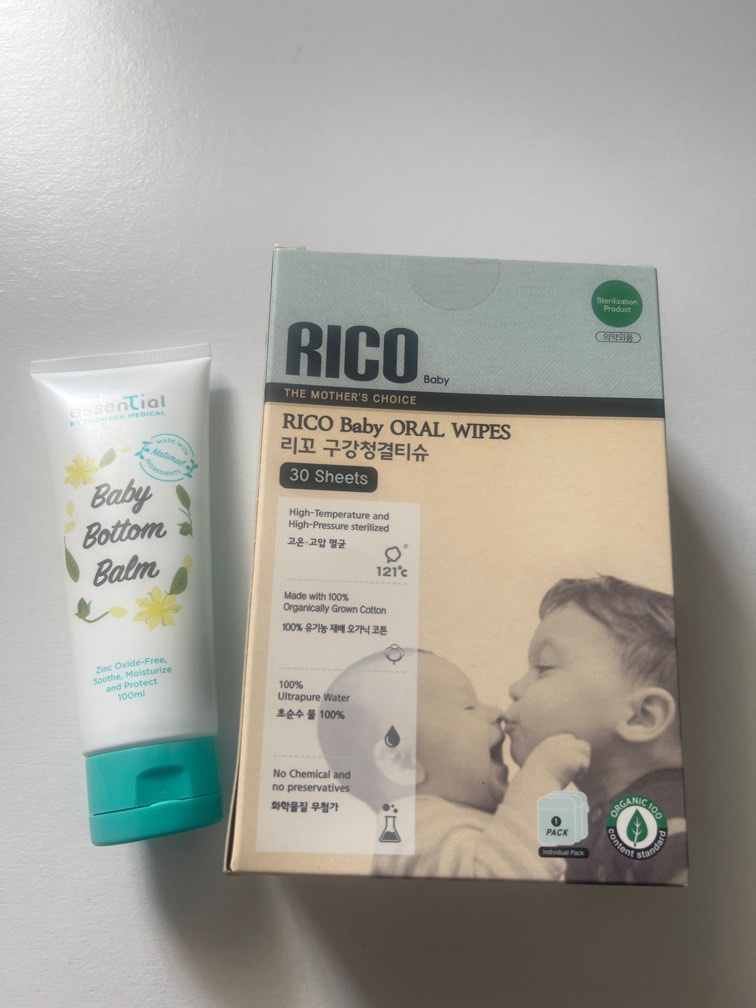 essenTial
BY THOMSON MEDICAL
MADE WITH
Natural
INGREDIENTS
Baby
Bottom
Balm
Zinc Oxide-Free,
Soothe, Moisturize
and Protect
100ml
Sterilization
Product
의약외품
RICO
Baby
THE MOTHER'S CHOICE
RICO Baby ORAL WIPES
리꼬 구강청결티슈
30 Sheets
High-Temperature and
High-Pressure sterilized
고온·고압 멸균
121°c
Made with 100%
Organically Grown Cotton
100% 유기농 재배 오가닉 코튼
100%
Ultrapure Water
초순수 물 100%
No Chemical and
no preservatives
화학물질 무첨가
1
PACK
Individual Pack
ORGANIC 100
content standard